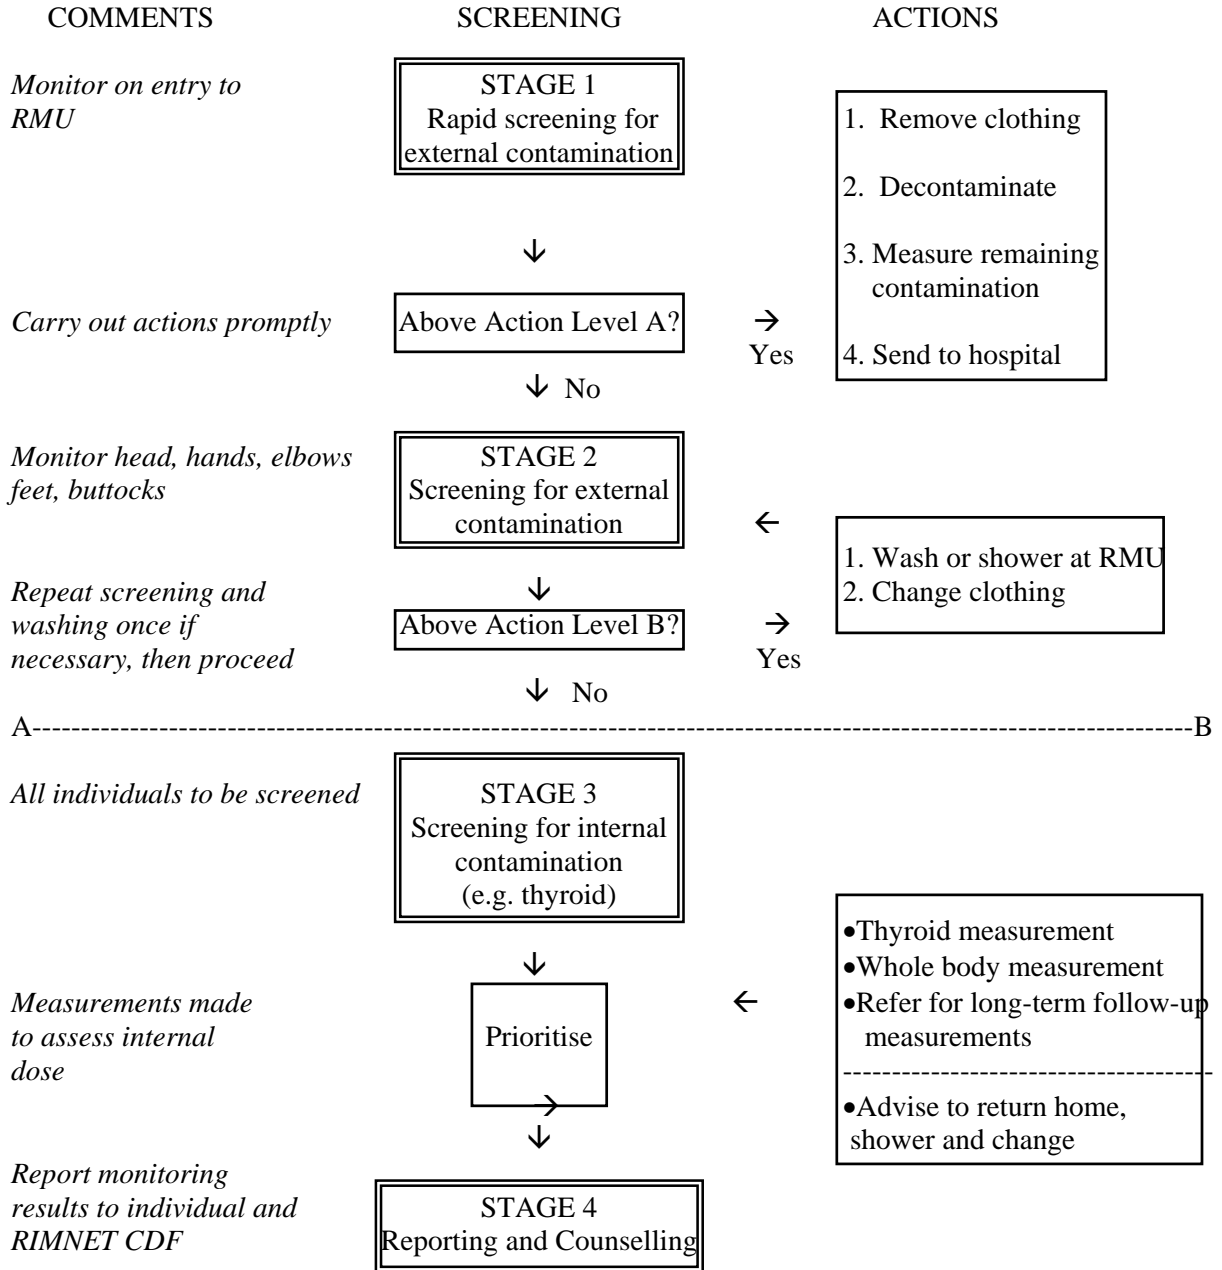 COMMENTS SCREENING ACTIONS
Monitor on entry to
RMU
STAGE 1
Rapid screening for
external contamination
1. Remove clothing
2. Decontaminate
3. Measure remaining
contamination
4. Send to hospital
↓
Carry out actions promptly
Above Action Level A?
→
Yes
↓ No
Monitor head, hands, elbows
feet, buttocks
STAGE 2
Screening for external
contamination
←
1. Wash or shower at RMU
2. Change clothing
Repeat screening and
washing once if
necessary, then proceed
↓
Above Action Level B?
→
Yes
↓ No
A------------------------------------------------------------------------------------------------------------------------B
All individuals to be screened
STAGE 3
Screening for internal
contamination
(e.g. thyroid)
↓
Measurements made
to assess internal
dose
Prioritise
→
←
•Thyroid measurement
•Whole body measurement
•Refer for long-term follow-up
measurements
--------------------------------------
•Advise to return home,
shower and change
↓
Report monitoring
results to individual and
RIMNET CDF
STAGE 4
Reporting and Counselling